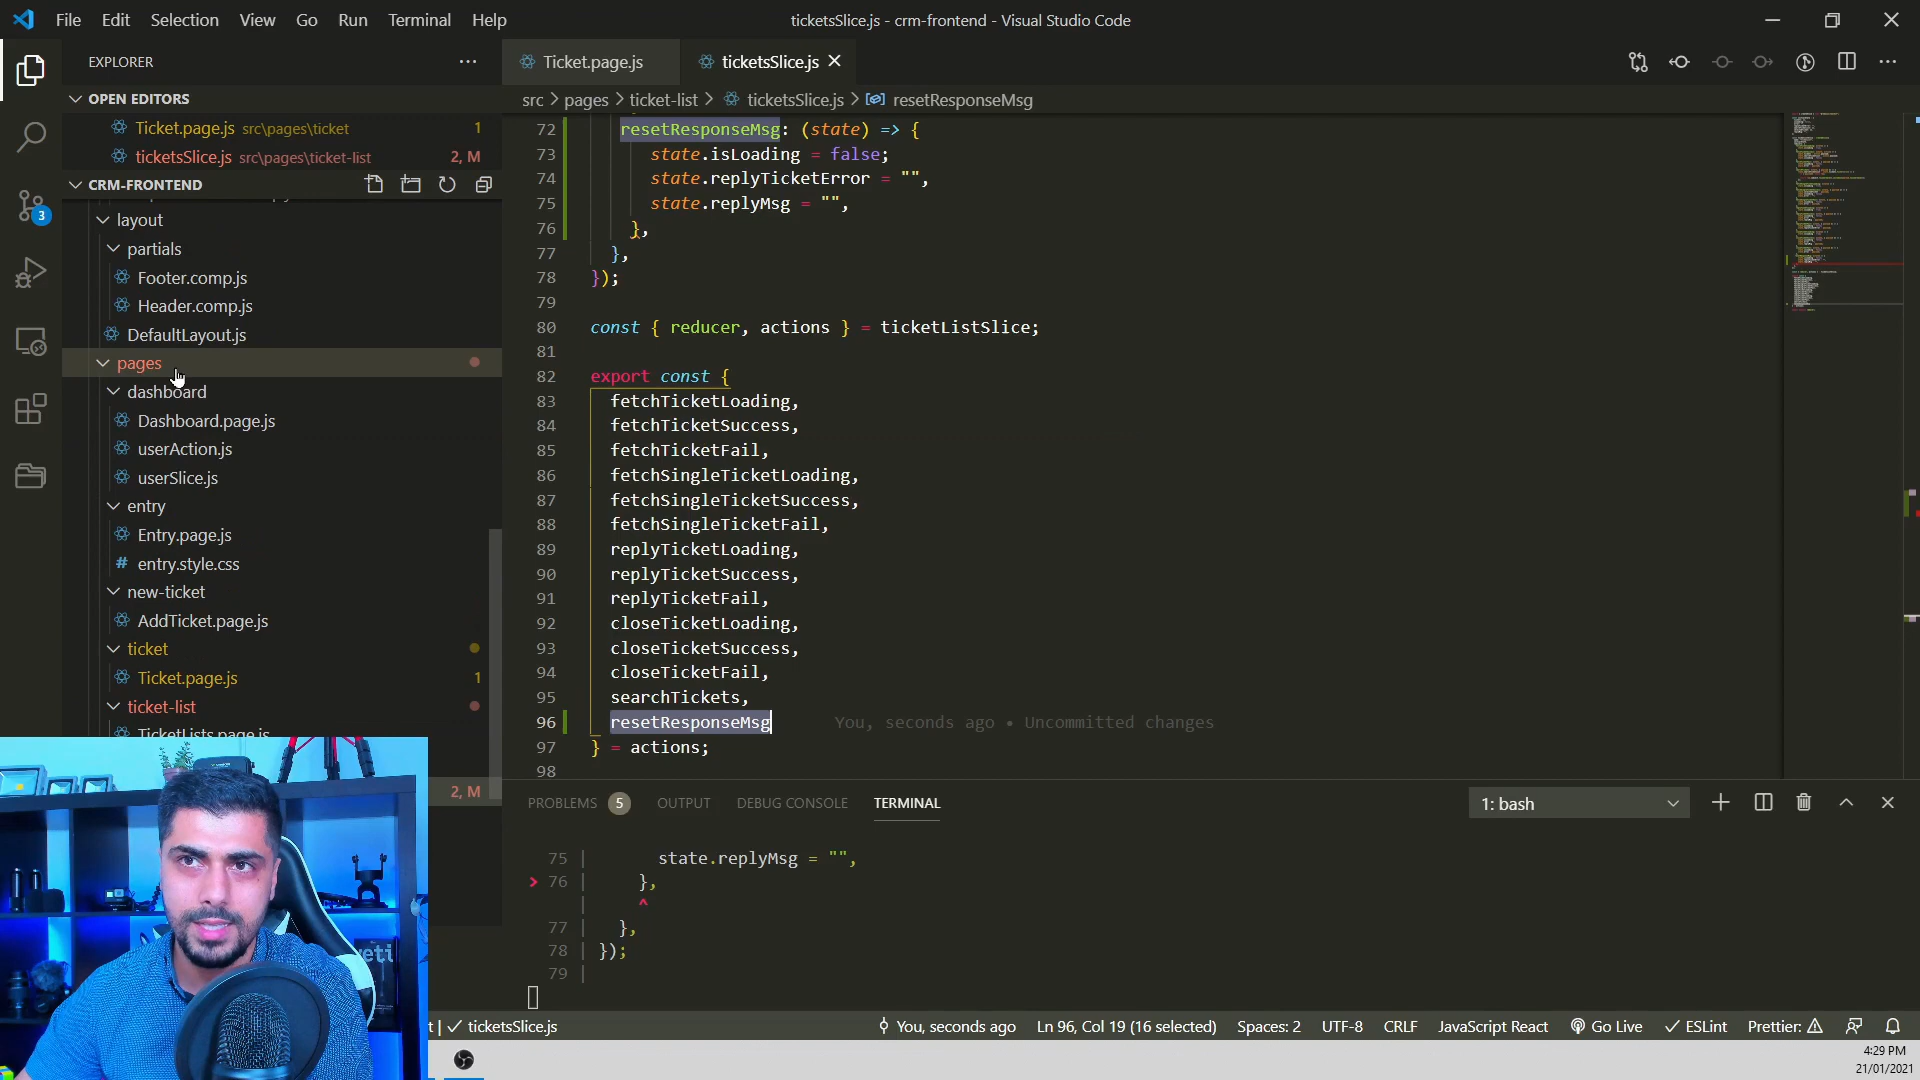 File Edit Selection View Go Run Terminal Help
ticketsSlice.js - crm-frontend - Visual Studio Code
EXPLORER
OPEN EDITORS
Ticket.page.js src\pages\ticket 1
ticketsSlice.js src\pages\ticket-list 2, M
CRM-FRONTEND
layout
partials
Footer.comp.js
Header.comp.js
DefaultLayout.js
pages
dashboard
Dashboard.page.js
userAction.js
userSlice.js
entry
Entry.page.js
entry.style.css
new-ticket
AddTicket.page.js
ticket
Ticket.page.js 1
ticket-list
TicketLists.page.js
2, M
3
Ticket.page.js
ticketsSlice.js
src > pages > ticket-list > ticketsSlice.js > resetResponseMsg
72 resetResponseMsg: (state) => {
73 state.isLoading = false;
74 state.replyTicketError = "",
75 state.replyMsg = "",
76 },
77 },
78 });
79
80 const { reducer, actions } = ticketListSlice;
81
82 export const {
83 fetchTicketLoading,
84 fetchTicketSuccess,
85 fetchTicketFail,
86 fetchSingleTicketLoading,
87 fetchSingleTicketSuccess,
88 fetchSingleTicketFail,
89 replyTicketLoading,
90 replyTicketSuccess,
91 replyTicketFail,
92 closeTicketLoading,
93 closeTicketSuccess,
94 closeTicketFail,
95 searchTickets,
96 resetResponseMsg You, seconds ago • Uncommitted changes
97 } = actions;
98
PROBLEMS 5 OUTPUT DEBUG CONSOLE TERMINAL
1: bash
75 | state.replyMsg = "",
> 76 | },
| ^
77 | },
78 | });
79 |
yeti
ticketsSlice.js
You, seconds ago Ln 96, Col 19 (16 selected) Spaces: 2 UTF-8 CRLF JavaScript React Go Live ESLint Prettier:
4:29 PM
21/01/2021